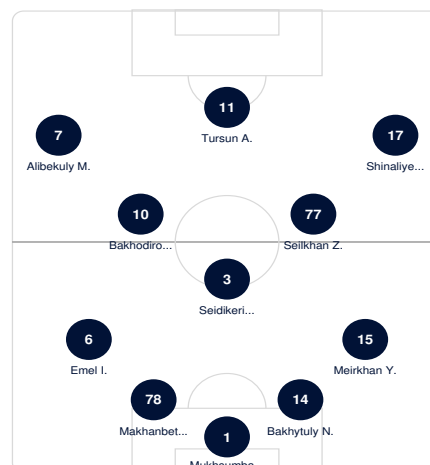 11
Tursun A.
7
Alibekuly M.
17
Shinaliye...
10
Bakhodiro...
77
Seilkhan Z.
3
Seidikeri...
6
Emel I.
15
Meirkhan Y.
78
Makhanbet...
14
Bakhytuly N.
1